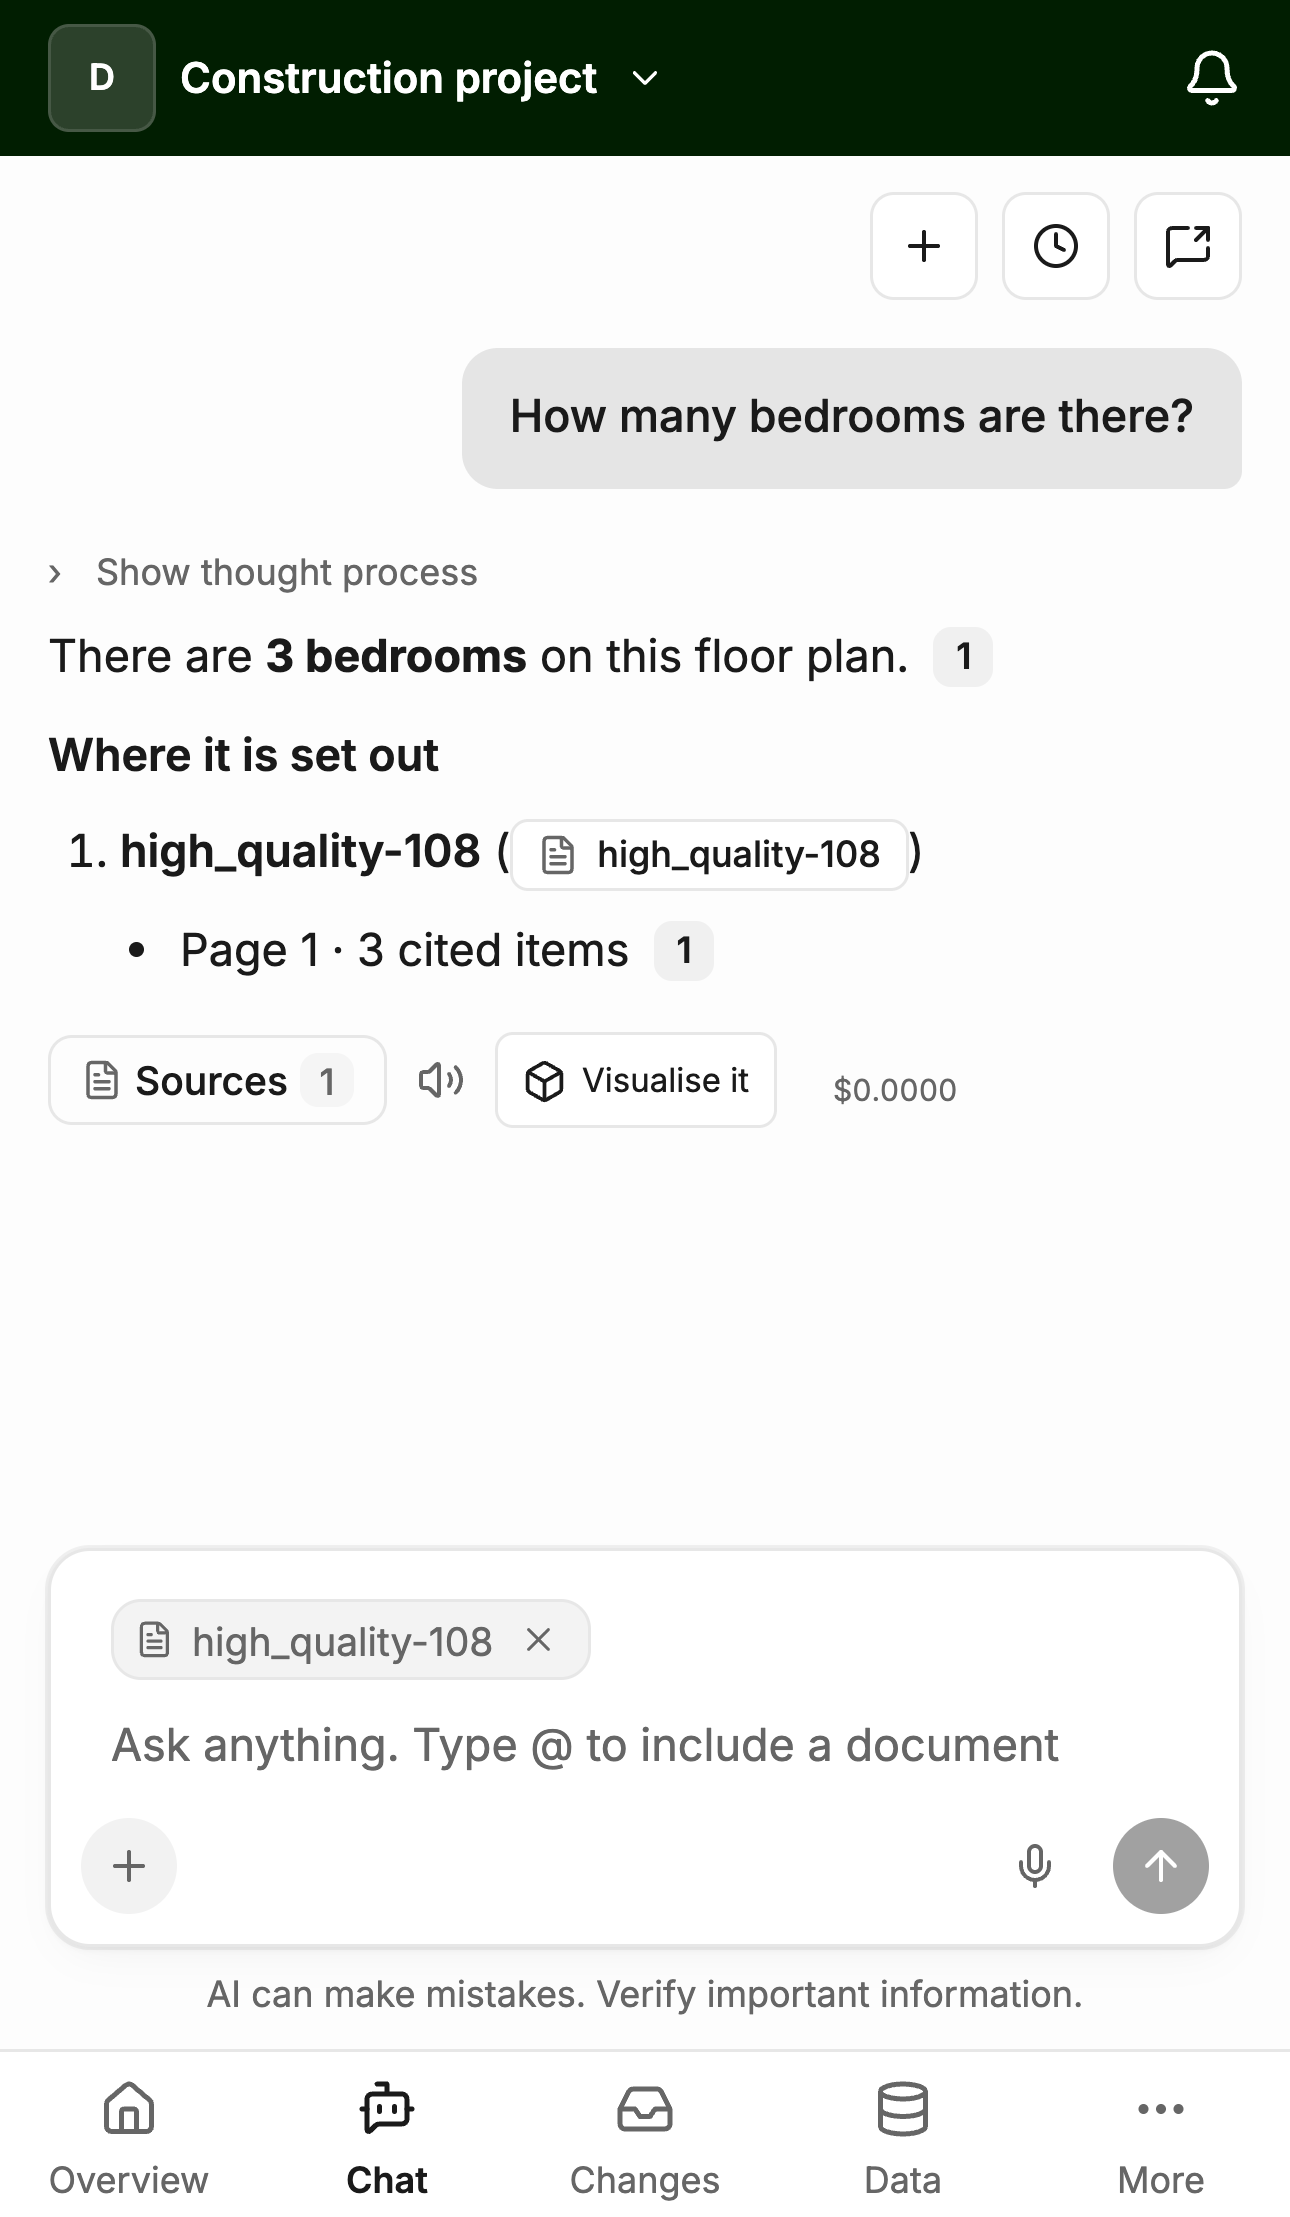 D Construction project
How many bedrooms are there?
› Show thought process
There are 3 bedrooms on this floor plan. 1
Where it is set out
1. high_quality-108 ( high_quality-108 )
• Page 1 · 3 cited items 1
Sources 1 Visualise it $0.0000
high_quality-108
Ask anything. Type @ to include a document
AI can make mistakes. Verify important information.
Overview Chat Changes Data More